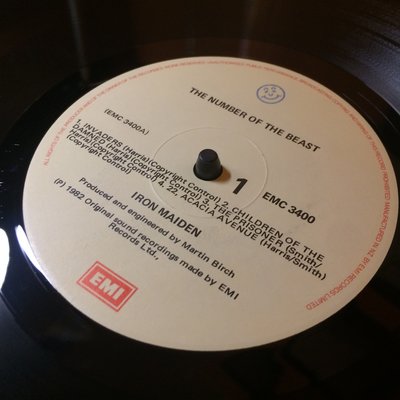 THE NUMBER OF THE BEAST
(EMC 3400A)
1
EMC 3400
1. INVADERS (Harris)(Copyright Control) 2. CHILDREN OF THE
DAMNED (Harris)(Copyright Control) 3. THE PRISONER (Smith/
Harris)(Copyright Control) 4. 22, ACACIA AVENUE (Harris/Smith)
(Copyright Control)
IRON MAIDEN
Produced and engineered by Martin Birch
(P) 1982 Original sound recordings made by EMI
Records Ltd.,
EMI